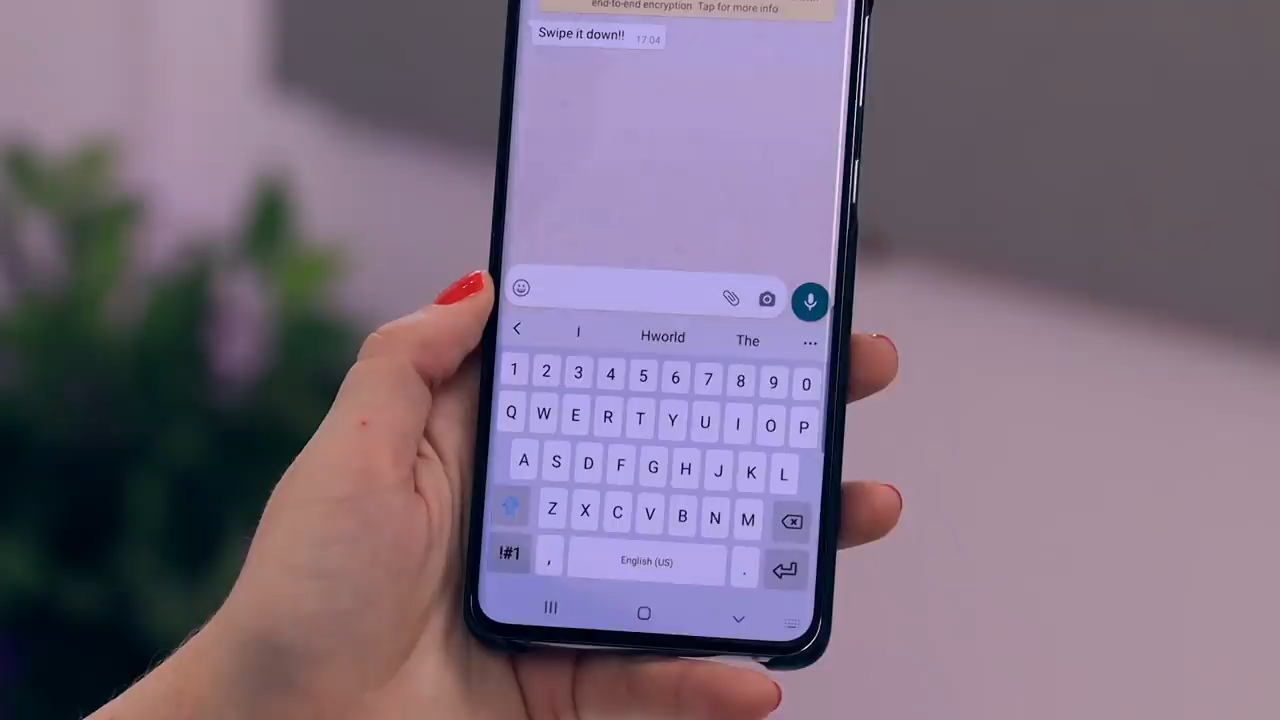 end-to-end encryption Tap for more info
Swipe it down!! 17:04
I Hworld The
1 2 3 4 5 6 7 8 9 0
Q W E R T Y U I O P
A S D F G H J K L
Z X C V B N M
!#1 , English (US) .